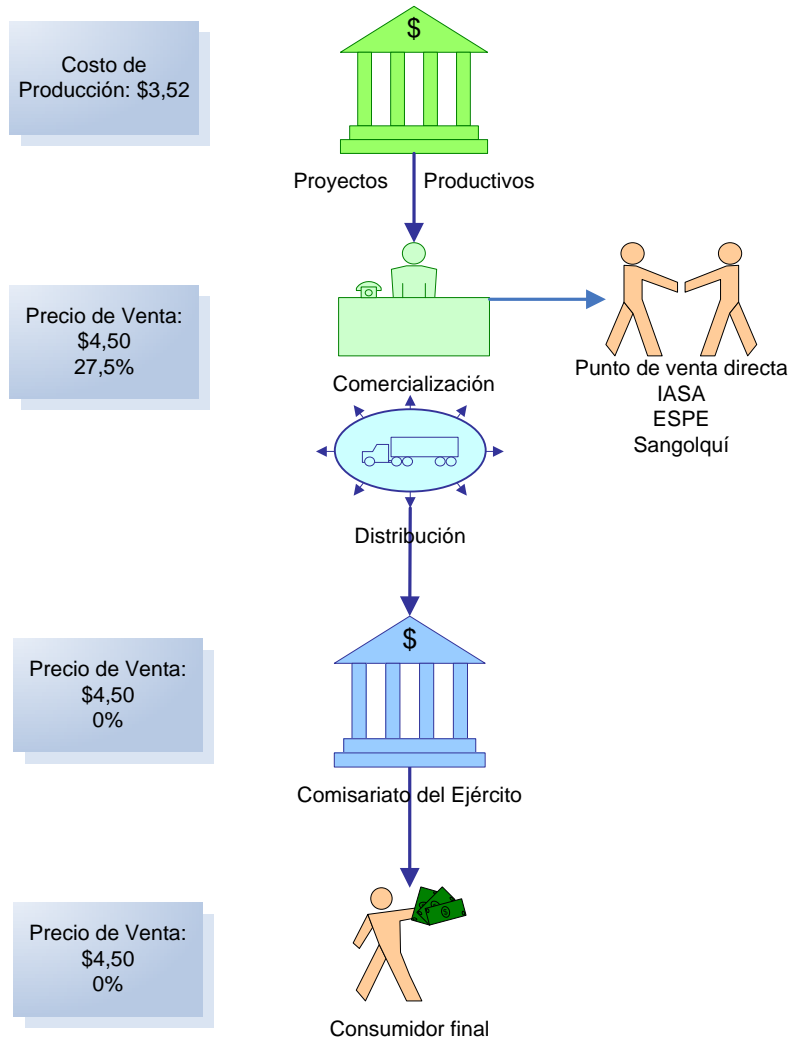 $
Costo de
Producción: $3,52
Proyectos Productivos
Precio de Venta:
$4,50
27,5%
Comercialización
Punto de venta directa
IASA
ESPE
Sangolquí
Distribución
$
Precio de Venta:
$4,50
0%
Comisariato del Ejército
Precio de Venta:
$4,50
0%
Consumidor final